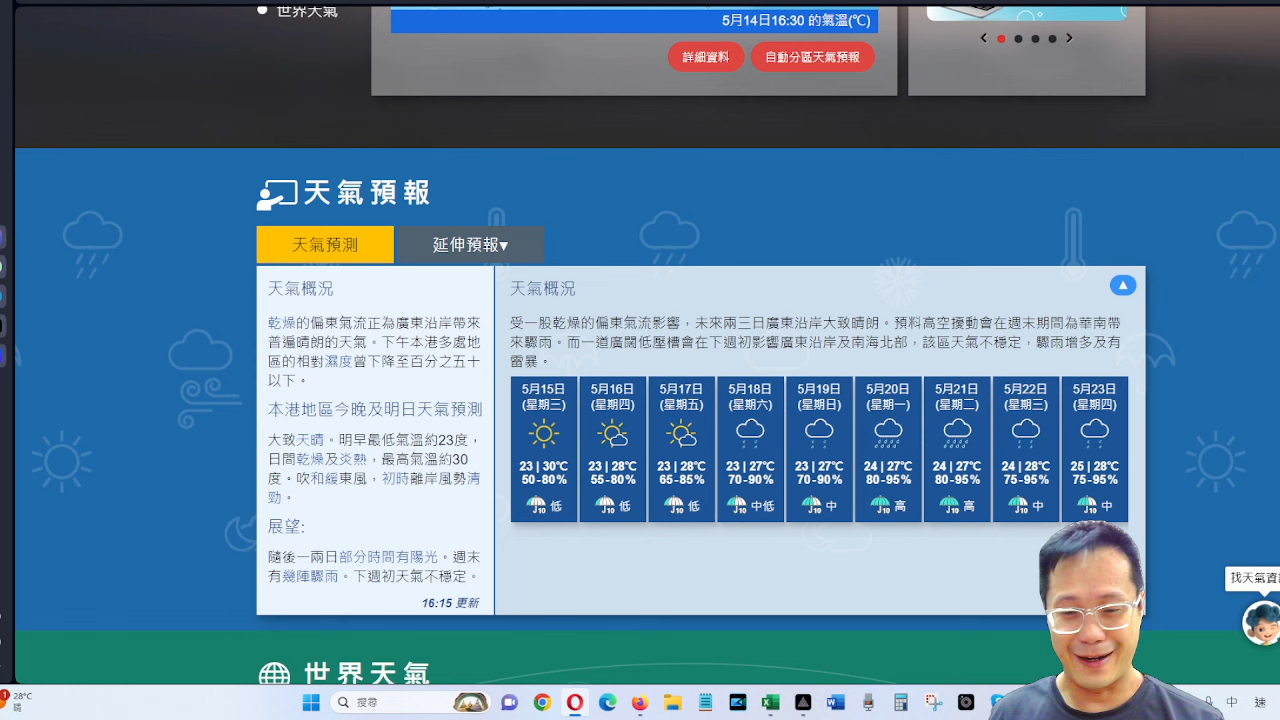 世界天氣
5月14日16:30 的氣溫(℃)
詳細資料
自動分區天氣預報
天氣預報
天氣預測
延伸預報▾
天氣概況
乾燥的偏東氣流正為廣東沿岸帶來
普遍晴朗的天氣。下午本港多處地
區的相對濕度曾下降至百分之五十
以下。
本港地區今晚及明日天氣預測
大致天晴。明早最低氣溫約23度，
日間乾燥及炎熱，最高氣溫約30
度。吹和緩東風，初時離岸風勢清
勁。
展望:
隨後一兩日部分時間有陽光。週末
有幾陣驟雨。下週初天氣不穩定。
16:15 更新
天氣概況
受一股乾燥的偏東氣流影響，未來兩三日廣東沿岸大致晴朗。預料高空擾動會在週末期間為華南帶
來驟雨。而一道廣闊低壓槽會在下週初影響廣東沿岸及南海北部，該區天氣不穩定，驟雨增多及有
雷暴。
5月15日 5月16日 5月17日 5月18日 5月19日 5月20日 5月21日 5月22日 5月23日
(星期三) (星期四) (星期五) (星期六) (星期日) (星期一) (星期二) (星期三) (星期四)
23 | 30℃ 23 | 28℃ 23 | 28℃ 23 | 27℃ 23 | 27℃ 24 | 27℃ 24 | 27℃ 24 | 28℃ 25 | 28℃
50-80% 55-80% 65-85% 70-90% 70-90% 80-95% 80-95% 75-95% 75-95%
低 低 低 中低 中 高 高 中 中
找天氣資
世界天氣
28°C
晴
搜尋
中
速